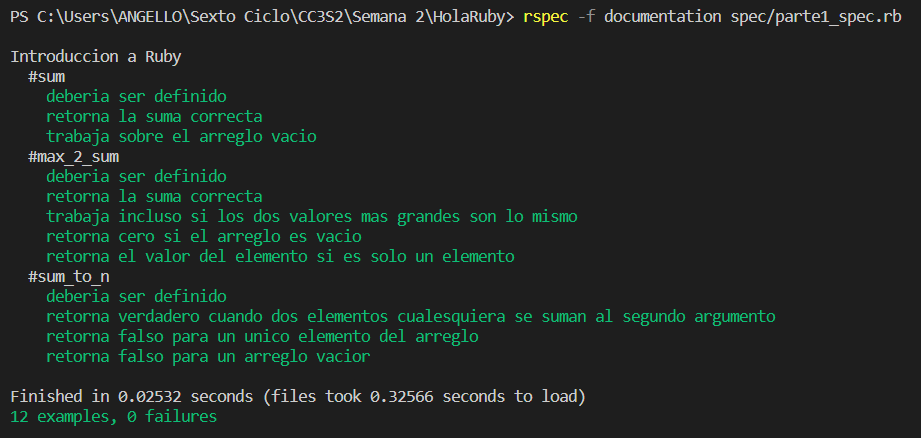 PS C:\Users\ANGELLO\Sexto Ciclo\CC3S2\Semana 2\HolaRuby> rspec -f documentation spec/parte1_spec.rb
Introduccion a Ruby
#sum
deberia ser definido
retorna la suma correcta
trabaja sobre el arreglo vacio
#max_2_sum
deberia ser definido
retorna la suma correcta
trabaja incluso si los dos valores mas grandes son lo mismo
retorna cero si el arreglo es vacio
retorna el valor del elemento si es solo un elemento
#sum_to_n
deberia ser definido
retorna verdadero cuando dos elementos cualesquiera se suman al segundo argumento
retorna falso para un unico elemento del arreglo
retorna falso para un arreglo vacior
Finished in 0.02532 seconds (files took 0.32566 seconds to load)
12 examples, 0 failures